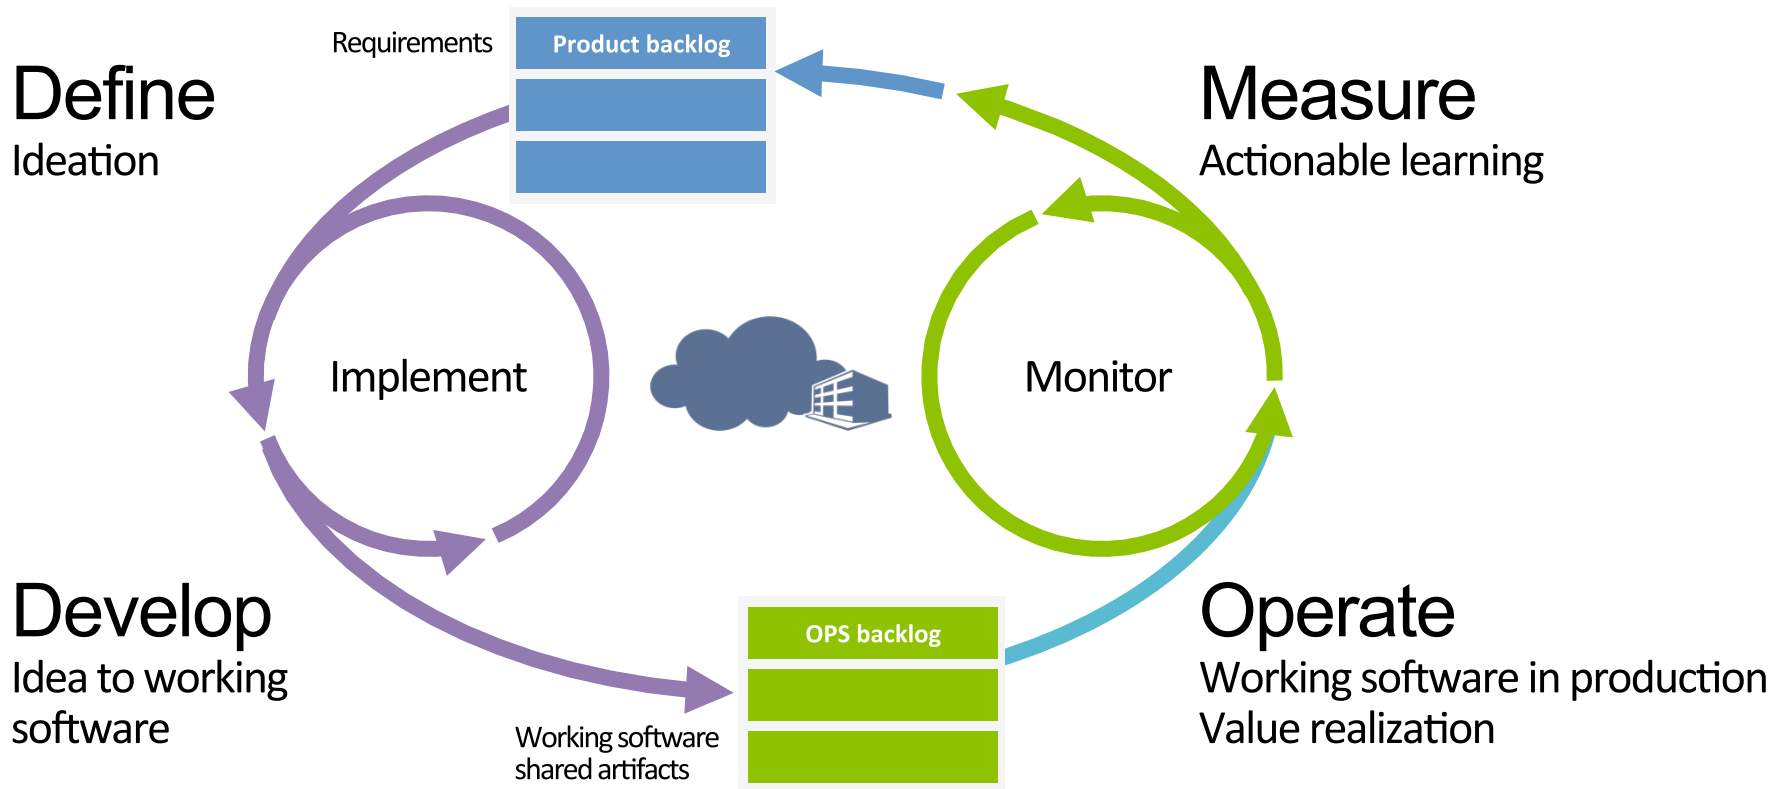 Requirements
Product backlog
Define
Ideation
Measure
Actionable learning
Implement
Monitor
Develop
Idea to working
software
OPS backlog
Working software
shared artifacts
Operate
Working software in production
Value realization